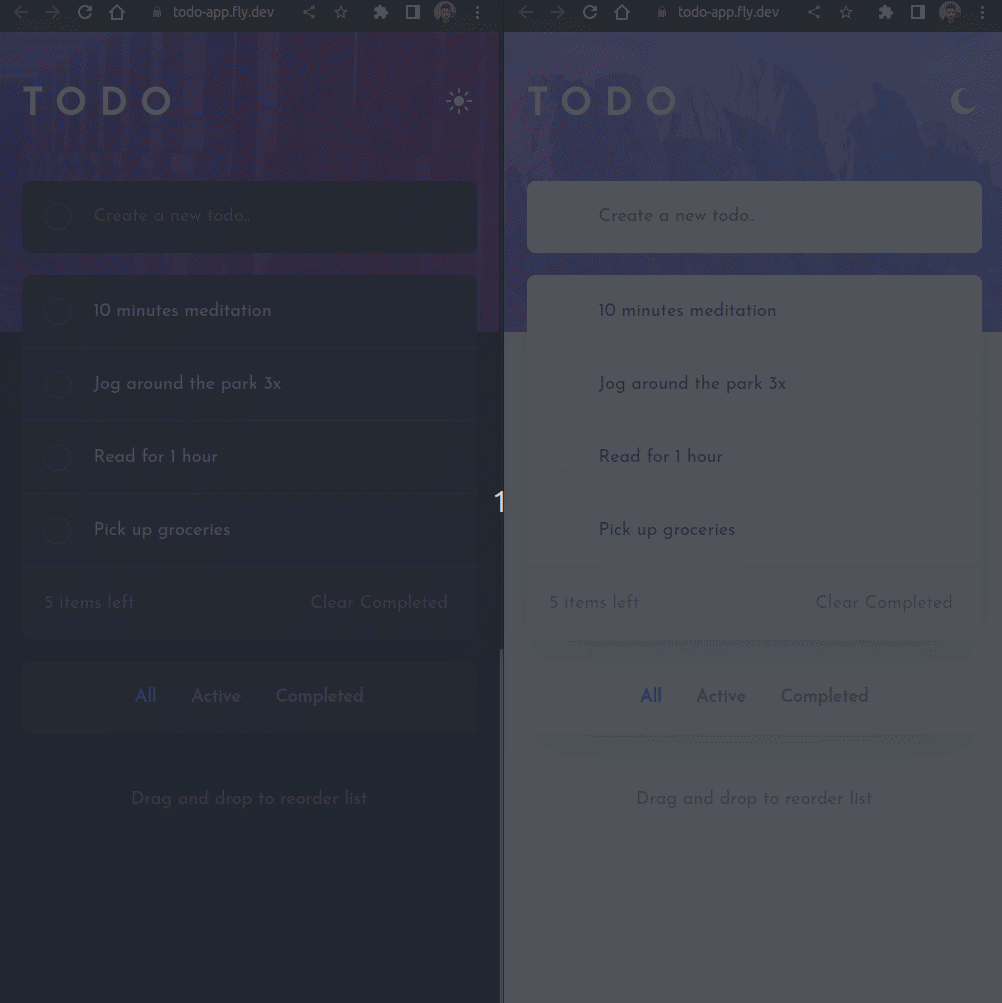 todo-app.fly.dev
TODO
Create a new todo..
10 minutes meditation
Jog around the park 3x
Read for 1 hour
Pick up groceries
5 items left Clear Completed
All Active Completed
Drag and drop to reorder list
1
todo-app.fly.dev
TODO
Create a new todo..
10 minutes meditation
Jog around the park 3x
Read for 1 hour
Pick up groceries
5 items left Clear Completed
All Active Completed
Drag and drop to reorder list